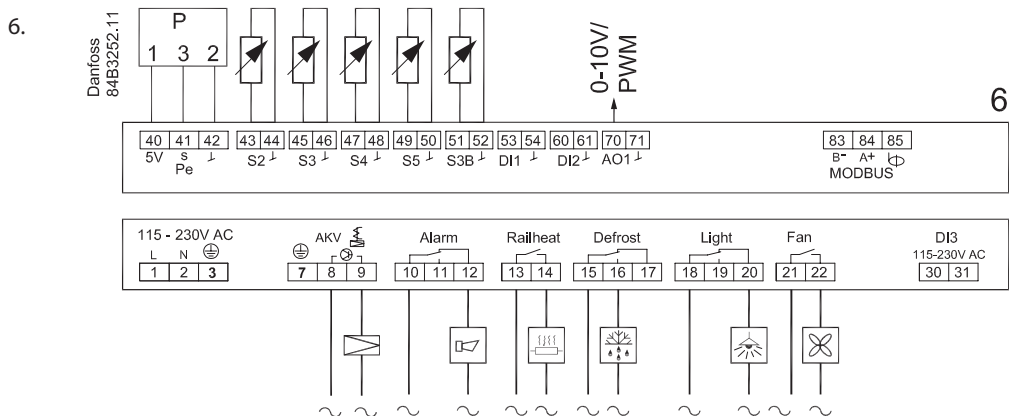 6.
Danfoss
84B3252.11
P
1 3 2
0-10V/
PWM
6
40 41 42 43 44 45 46 47 48 49 50 51 52 53 54 60 61 70 71 83 84 85
5V s S2 S3 S4 S5 S3B DI1 DI2 AO1 B- A+
Pe MODBUS
115 - 230V AC AKV Alarm Railheat Defrost Light Fan DI3
L N 115-230V AC
1 2 3 7 8 9 10 11 12 13 14 15 16 17 18 19 20 21 22 30 31